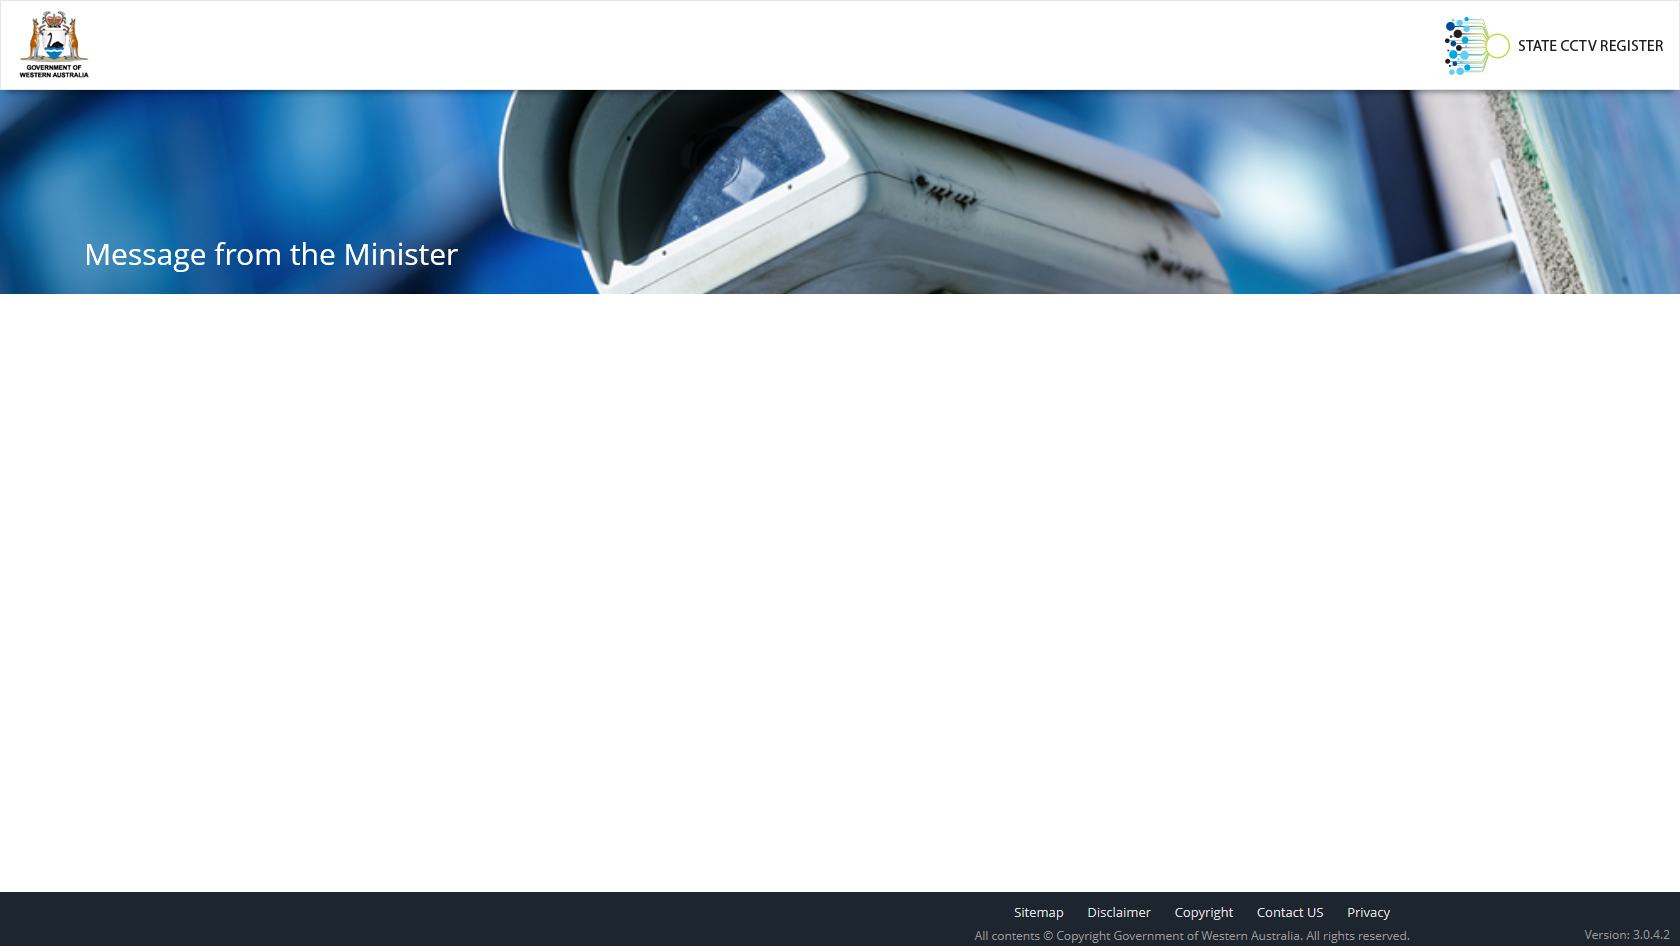 GOVERNMENT OF
WESTERN AUSTRALIA
STATE CCTV REGISTER
Message from the Minister
Sitemap Disclaimer Copyright Contact US Privacy
All contents © Copyright Government of Western Australia. All rights reserved.
Version: 3.0.4.2